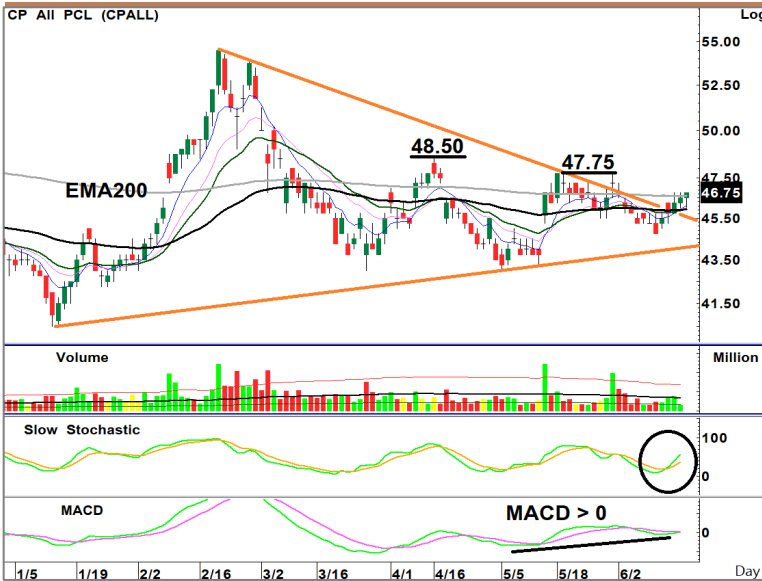 CP All PCL (CPALL)
Log
55.00
52.50
50.00
48.50
47.75
47.50
EMA200
46.75
45.50
43.50
41.50
Volume
Million
Slow Stochastic
100
0
MACD
MACD > 0
0
1/5 1/19 2/2 2/16 3/2 3/16 4/1 4/16 5/5 5/18 6/2 Day